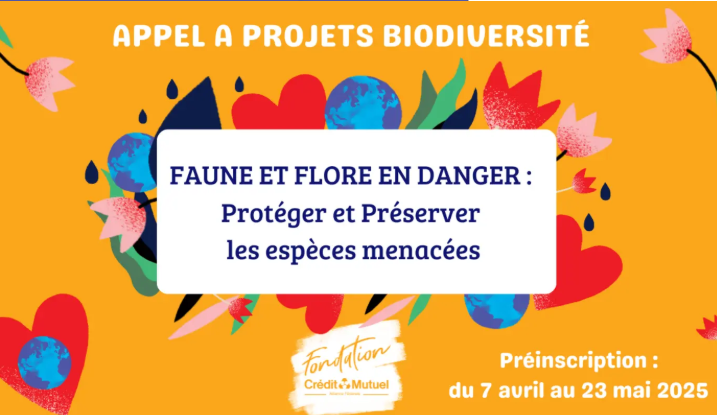 APPEL A PROJETS BIODIVERSITÉ
FAUNE ET FLORE EN DANGER :
Protéger et Préserver
les espèces menacées
Fondation
Crédit Mutuel
Préinscription :
du 7 avril au 23 mai 2025